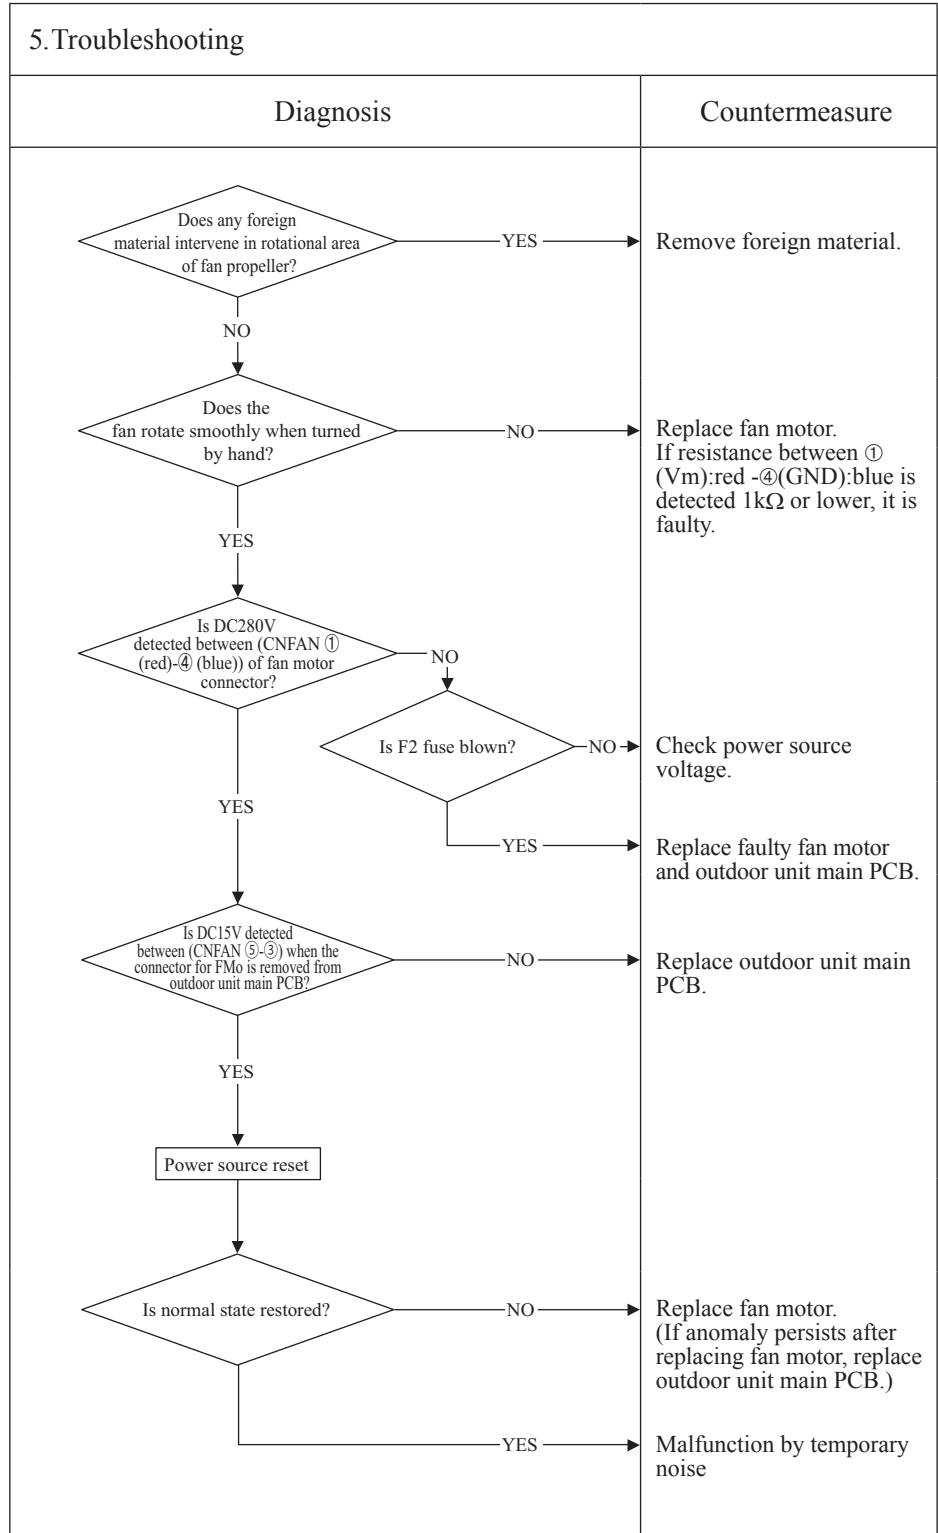 5.Troubleshooting
Diagnosis
Countermeasure
Does any foreign
material intervene in rotational area
of fan propeller?
YES
Remove foreign material.
NO
Does the
fan rotate smoothly when turned
by hand?
NO
Replace fan motor.
If resistance between ①
(Vm):red -④(GND):blue is
detected 1kΩ or lower, it is
faulty.
YES
Is DC280V
detected between (CNFAN ①
(red)-④ (blue)) of fan motor
connector?
NO
Is F2 fuse blown?
NO
Check power source
voltage.
YES
YES
Replace faulty fan motor
and outdoor unit main PCB.
Is DC15V detected
between (CNFAN ⑤-③) when the
connector for FMo is removed from
outdoor unit main PCB?
NO
Replace outdoor unit main
PCB.
YES
Power source reset
Is normal state restored?
NO
Replace fan motor.
(If anomaly persists after
replacing fan motor, replace
outdoor unit main PCB.)
YES
Malfunction by temporary
noise